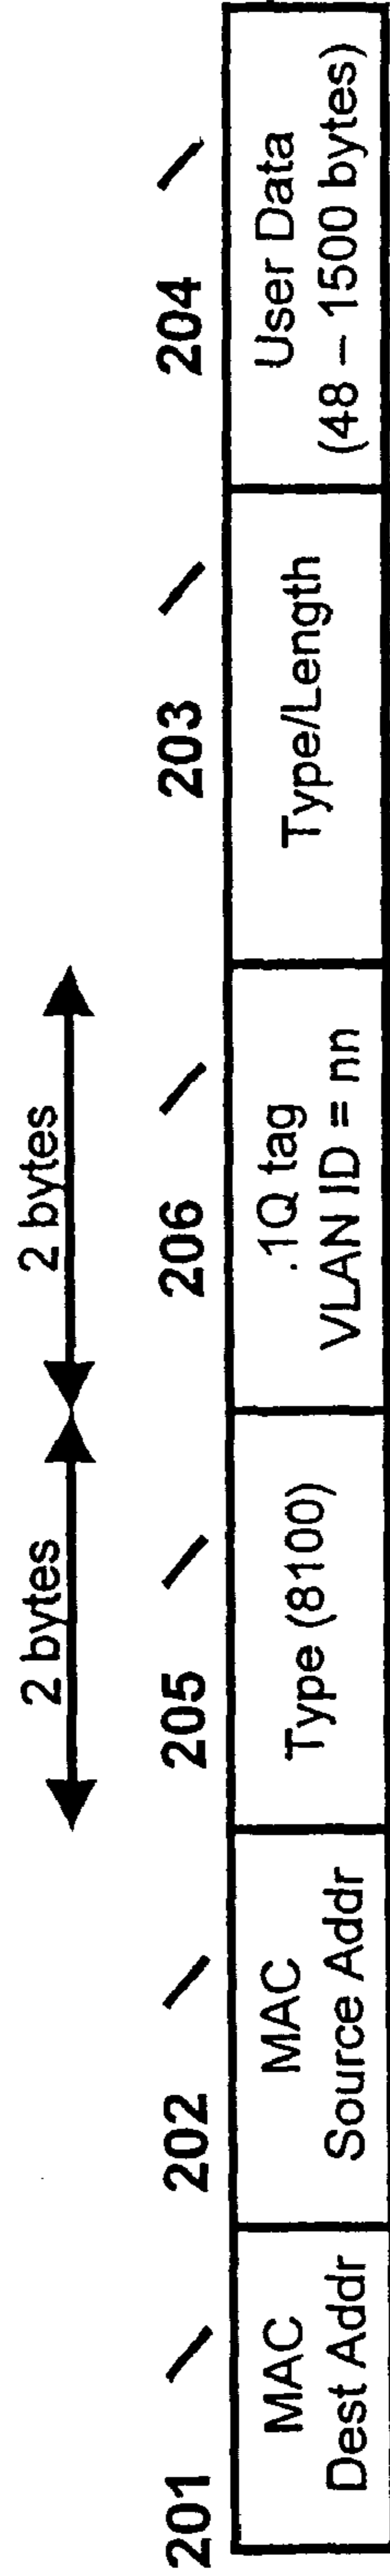 2 bytes
2 bytes
201
202
205
206
203
204
MAC
Dest Addr
MAC
Source Addr
Type (8100)
.1Q tag
VLAN ID = nn
Type/Length
User Data
(48 – 1500 bytes)